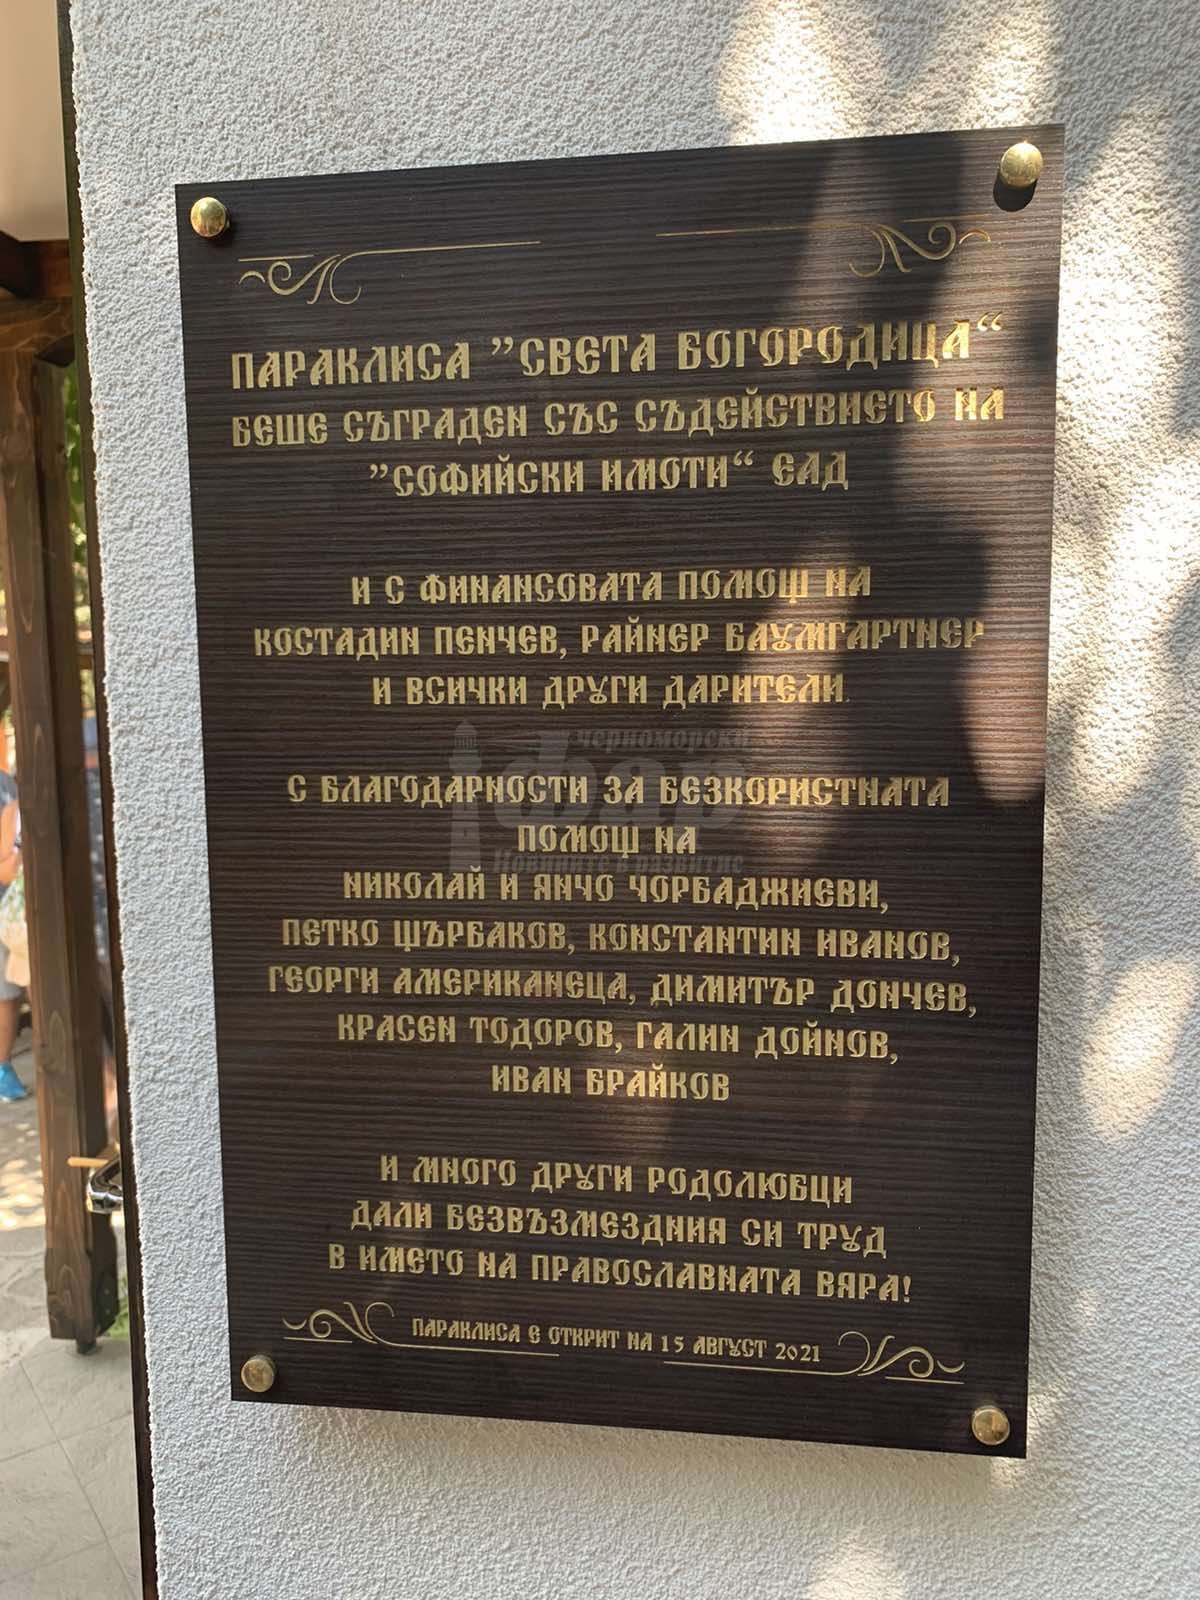 ПАРАКЛИСА ”СВЕТА БОГОРОДИЦА“
БЕШЕ СЪГРАДЕН СЪС СЪДЕЙСТВИЕТО НА
”СОФИЙСКИ ИМОТИ“ ЕАД
И С ФИНАНСОВАТА ПОМОЩ НА
КОСТАДИН ПЕНЧЕВ, РАЙНЕР БАУМГАРТНЕР
И ВСИЧКИ ДРУГИ ДАРИТЕЛИ.
черноморски
фар
Новините в развитие
С БЛАГОДАРНОСТИ ЗА БЕЗКОРИСТНАТА
ПОМОЩ НА
НИКОЛАЙ И ЯНЧО ЧОРБАДЖИЕВИ,
ПЕТКО ЩЪРБАКОВ, КОНСТАНТИН ИВАНОВ,
ГЕОРГИ АМЕРИКАНЕЦА, ДИМИТЪР ДОНЧЕВ,
КРАСЕН ТОДОРОВ, ГАЛИН ДОЙНОВ,
ИВАН БРАЙКОВ
И МНОГО ДРУГИ РОДОЛЮБЦИ
ДАЛИ БЕЗВЪЗМЕЗДНИЯ СИ ТРУД
В ИМЕТО НА ПРАВОСЛАВНАТА ВЯРА!
ПАРАКЛИСА Е ОТКРИТ НА 15 АВГУСТ 2021